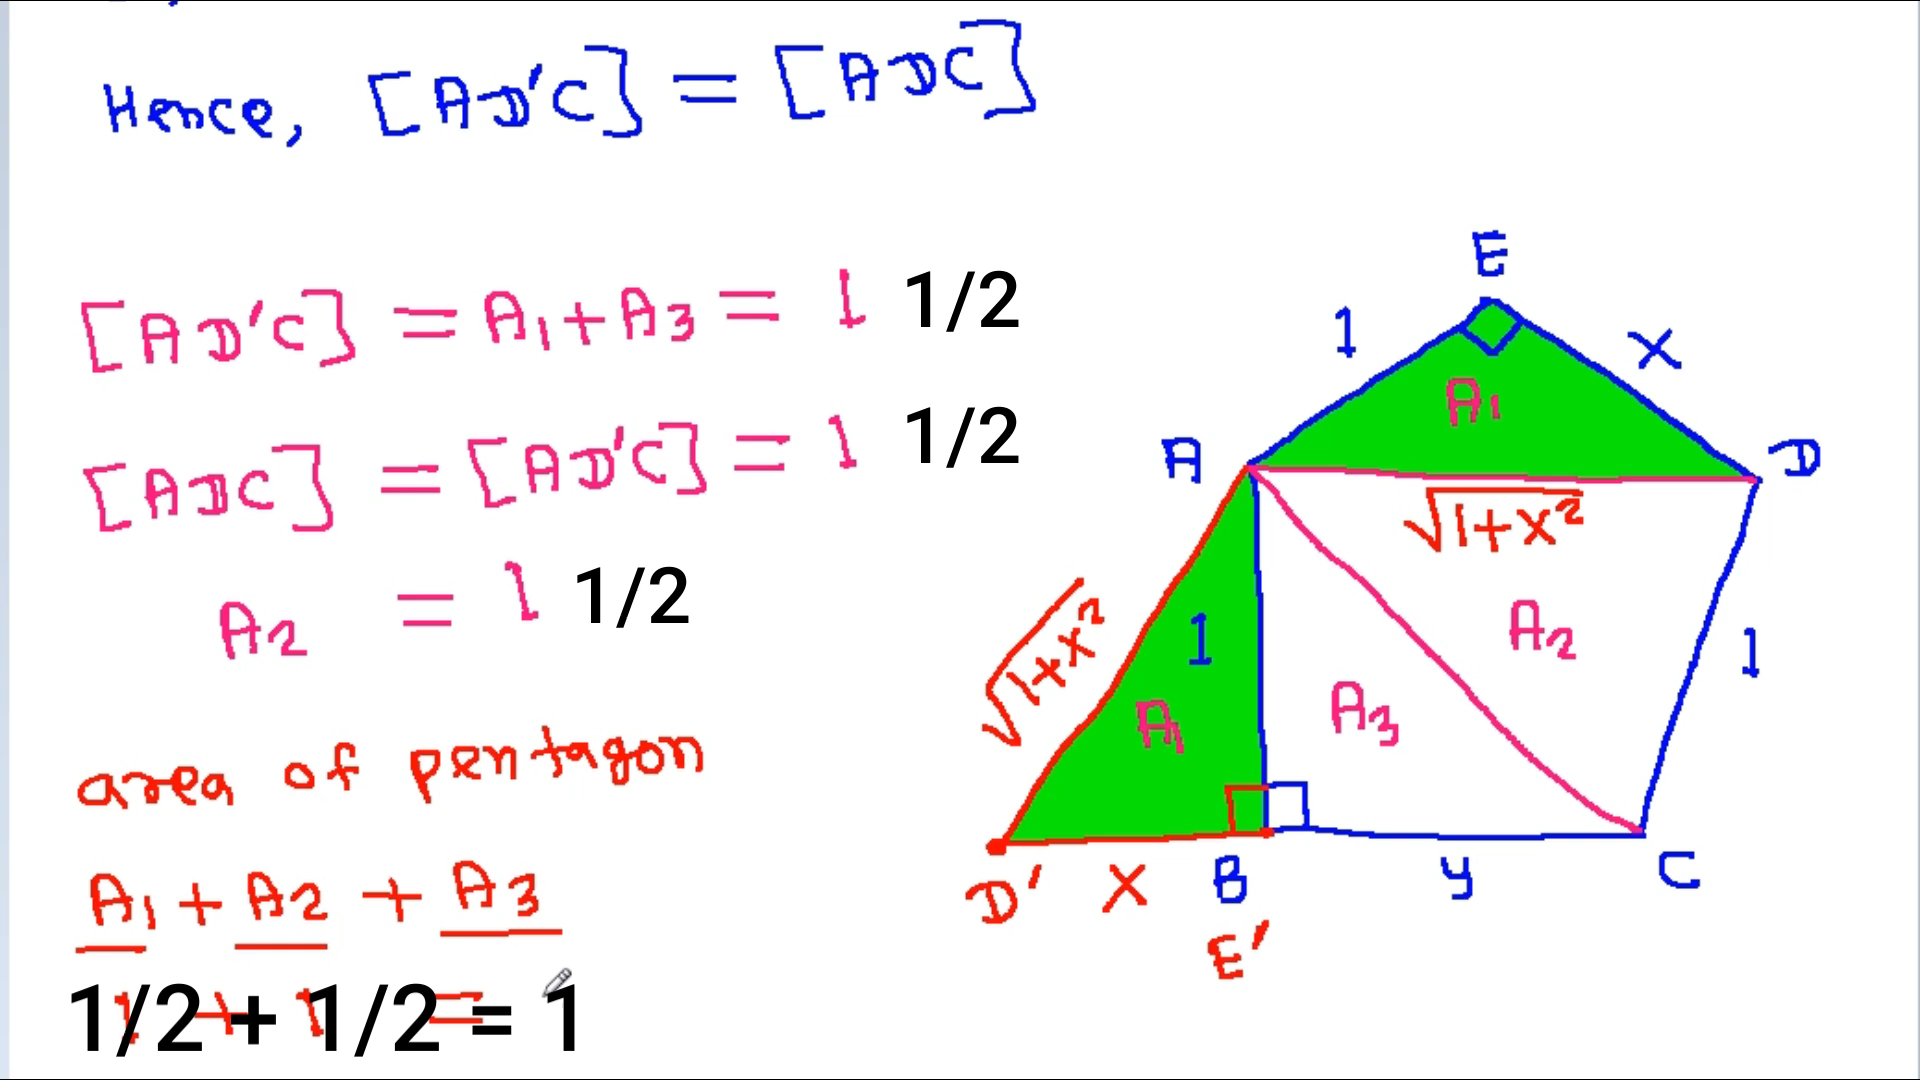 Hence, [AD'C] = [ADC]
[AD'C] = A₁ + A₃ = 1 1/2
[ADC] = [AD'C] = 1 1/2
A₂ = 1 1/2
area of pentagon
A₁ + A₂ + A₃
1/2 + 1/2 = 1
E
1
x
A₁
A
D
√1+x²
√1+x²
1
A₂
1
A₁
A₃
D'
x
B
y
C
E'